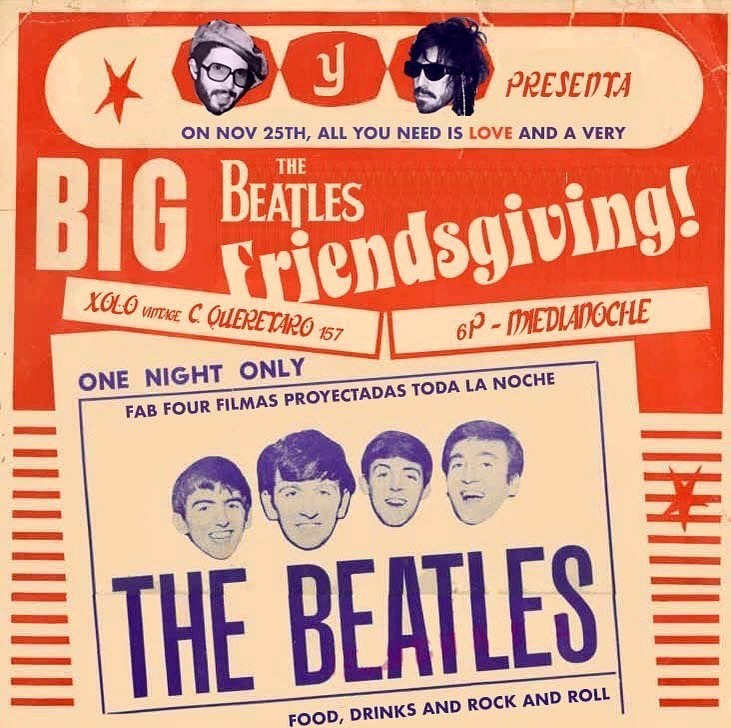 y
PRESENTA
ON NOV 25TH, ALL YOU NEED IS LOVE AND A VERY
BIG THE BEATLES
Friendsgiving!
XOLO VINTAGE C. QUERETARO 157
6P - MEDIANOCHE
ONE NIGHT ONLY
FAB FOUR FILMAS PROYECTADAS TODA LA NOCHE
THE BEATLES
FOOD, DRINKS AND ROCK AND ROLL